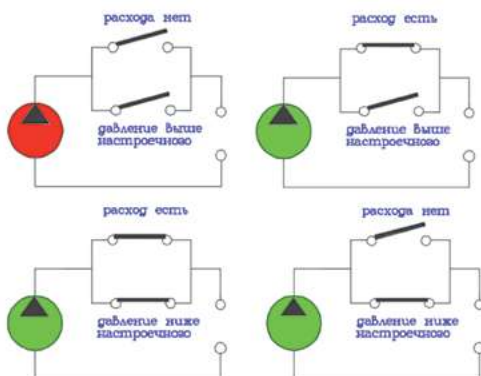 расхода нет
давление выше
настроечного
расход есть
давление выше
настроечного
расход есть
давление ниже
настроечного
расхода нет
давление ниже
настроечного